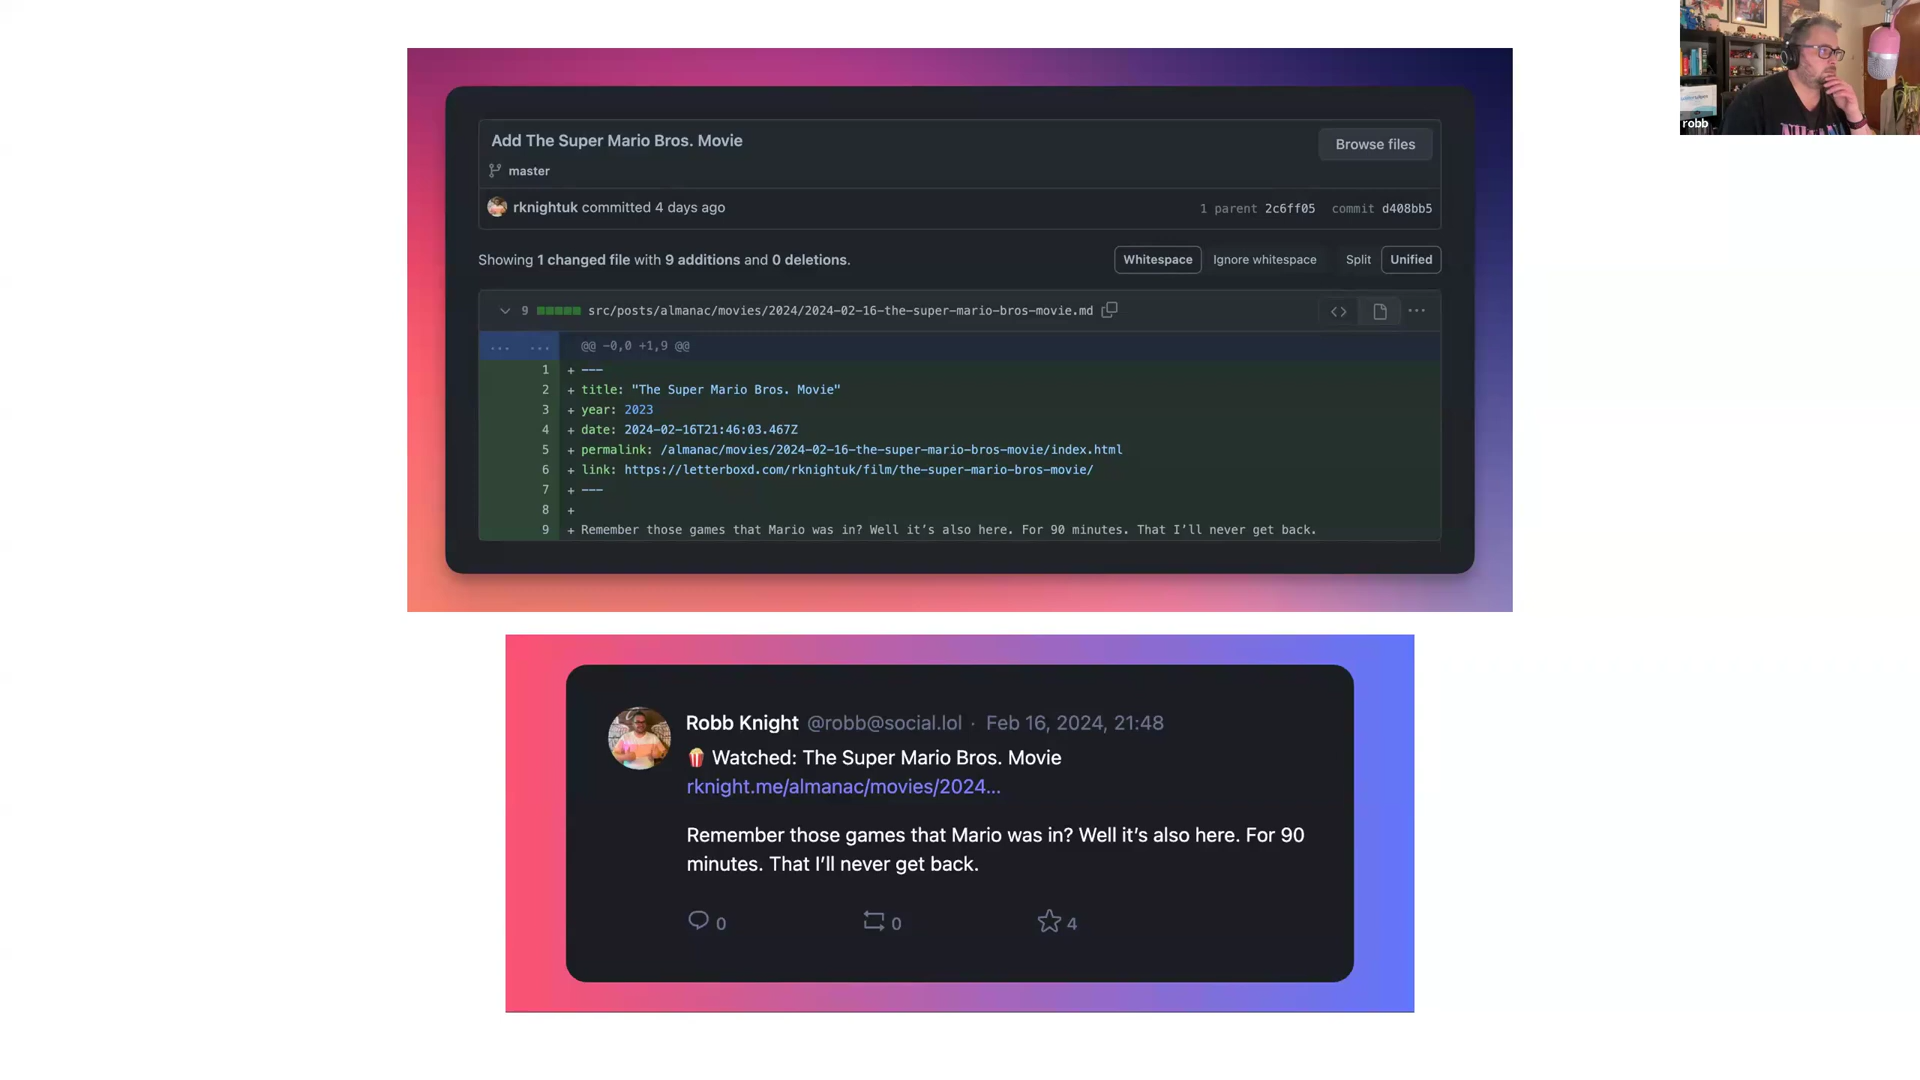 robb
Add The Super Mario Bros. Movie
Browse files
master
rknightuk committed 4 days ago
1 parent 2c6ff05 commit d408bb5
Showing 1 changed file with 9 additions and 0 deletions.
Whitespace Ignore whitespace Split Unified
9 src/posts/almanac/movies/2024/2024-02-16-the-super-mario-bros-movie.md
... ... @@ -0,0 +1,9 @@
1 + ---
2 + title: "The Super Mario Bros. Movie"
3 + year: 2023
4 + date: 2024-02-16T21:46:03.467Z
5 + permalink: /almanac/movies/2024-02-16-the-super-mario-bros-movie/index.html
6 + link: https://letterboxd.com/rknightuk/film/the-super-mario-bros-movie/
7 + ---
8 +
9 + Remember those games that Mario was in? Well it’s also here. For 90 minutes. That I’ll never get back.
Robb Knight @robb@social.lol · Feb 16, 2024, 21:48
🍿 Watched: The Super Mario Bros. Movie
rknight.me/almanac/movies/2024...
Remember those games that Mario was in? Well it’s also here. For 90
minutes. That I’ll never get back.
0 0 4